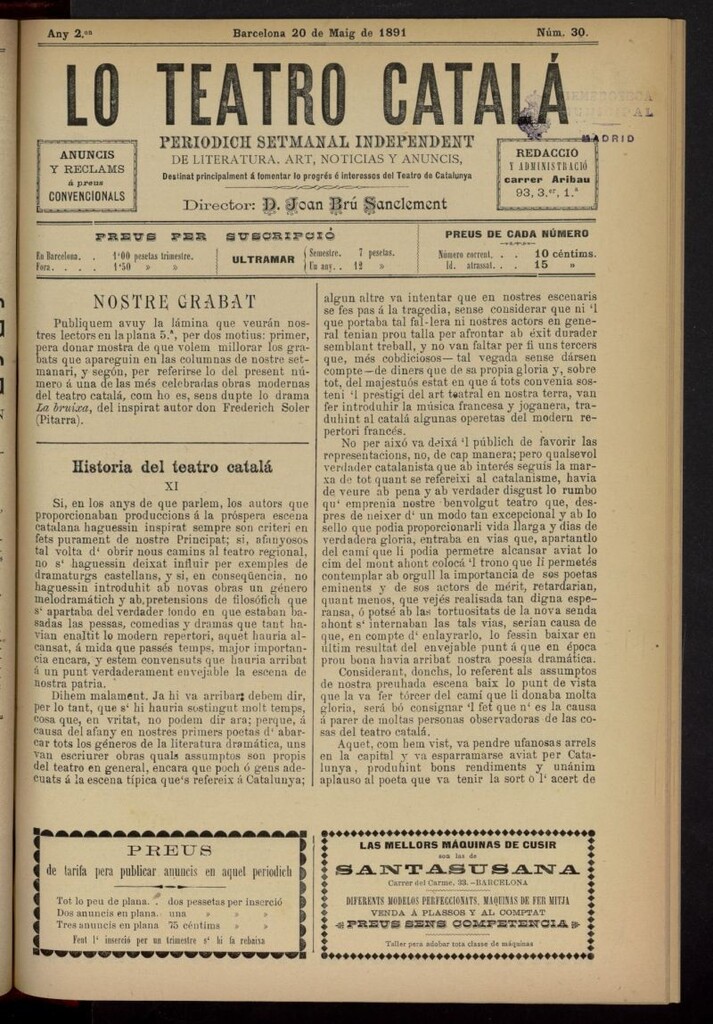 Any 2.on
Barcelona 20 de Maig de 1891
Núm. 30.
LO TEATRO CATALÁ
MADRID
ANUNCIS
Y RECLAMS
á preus
CONVENCIONALS
PERIODICH SETMANAL INDEPENDENT
DE LITERATURA, ART, NOTICIAS Y ANUNCIS,
Destinat principalment á fomentar lo progrés é interessos del Teatro de Catalunya
Director: D. Joan Brú Sanclement
REDACCIÓ
Y ADMINISTRACIÓ
carrer Aribau
93, 3.er, 1.ª
PREUS PER SUSCRIPCIÓ
En Barcelona. . 1'00 pesetas trimestre.
Fora. . . . . 1'50 » »
ULTRAMAR
Semestre. 7 pesetas.
Un any. . 12 »
PREUS DE CADA NÚMERO
Número corrent. . . 10 céntims.
Id. atrassat. . . 15 »
NOSTRE GRABAT
Publiquem avuy la lámina que veurán nos-
tres lectors en la plana 5.ª, per dos motius: primer,
pera donar mostra de que volem millorar los gra-
bats que apareguin en las columnas de nostre set-
manari, y segón, per referirse lo del present nú-
mero á una de las més celebradas obras modernas
del teatre catalá, com ho es, sens dupte lo drama
La bruixa, del inspirat autor don Frederich Soler
(Pitarra).
Historia del teatro catalá
XI
Si, en los anys de que parlem, los autors que
proporcionaban produccións á la próspera escena
catalana haguessin inspirat sempre son criteri en
fets purament de nostre Principat; si, afanyosos
tal volta d' obrir nous camins al teatro regional,
no s' haguessin deixat influir per exemples de
dramaturgs castellans, y si, en conseqüencia, no
haguessin introduhit ab novas obras un género
melodramátich y ab pretensions de filosófich que
s' apartaba del verdader fondo en que estaban ba-
sadas las pessas, comedias y dramas que tant ha-
vian enaltit lo modern repertori, aquet hauria al-
cansat, á mida que passés temps, major importan-
cia encara, y estem convensuts que hauria arribat
á un punt verdaderament envejable la escena de
nostra patria.
Dihem malament. Ja hi va arribar; debem dir,
per lo tant, que s' hi hauria sostingut molt temps,
cosa que, en vritat, no podem dir ara; perque, á
causa del afany en nostres primers poetas d' abar-
car tots los géneros de la literatura dramática, uns
van escriurer obras quals assumptos son propis
del teatro en general, encara que poch ó gens ade-
cuats á la escena típica que's refereix á Catalunya;
algun altre va intentar que en nostres escenaris
se fes pás á la tragedia, sense considerar que ni 'l
que portaba tal fal-lera ni nostres actors en gene-
ral tenian prou talla per afrontar ab éxit durader
semblant treball, y no van faltar per fi uns tercers
que, més cobdiciosos—tal vegada sense dársen
compte—de diners que de sa propia gloria y, sobre
tot, del majestuós estat en que á tots convenia sos-
teni 'l prestigi del art teatral en nostra terra, van
fer introduhir la música francesa y joganera, tra-
duhint al catalá algunas operetas del modern re-
pertori francés.
No per aixó va deixá 'l públich de favorir las
representacions, no, de cap manera; pero qualsevol
verdader catalanista que ab interés seguís la mar-
xa de tot quant se refereixi al catalanisme, havia
de veure ab pena y ab verdader disgust lo rumbo
qu' emprenia nostre benvolgut teatro que, des-
pres de neixer d' un modo tan excepcional y ab lo
sello que podia proporcionarli vida llarga y dias de
verdadera gloria, entraba en vias que, apartantlo
del camí que li podia permetre alcansar aviat lo
cim del mont ahont colocá 'l trono que li permetés
contemplar ab orgull la importancia de sos poetas
eminents y de sos actors de mérit, retardarian,
quant menos, que vejés realisada tan digna espe-
ransa, ó potsé ab las tortuositats de la nova senda
ahont s' internaban las tals vias, serian causa de
que, en compte d' enlayrarlo, lo fessin baixar en
últim resultat del envejable punt á que en época
prou bona havia arribat nostra poesía dramática.
Considerant, donchs, lo referent als assumptos
de nostra preuhada escena baix lo punt de vista
que la va fer tórcer del camí que li donaba molta
gloria, será bó consignar 'l fet que n' es la causa
á parer de moltas personas observadoras de las co-
sas del teatro catalá.
Aquet, com hem vist, va pendre ufanosas arrels
en la capital y va esparramarse aviat per Cata-
lunya, produhint bons rendiments y unánim
aplauso al poeta que va tenir la sort o l' acert de
PREUS
de tarifa pera publicar anuncis en aquet periodich
Tot lo peu de plana. . dos pessetas per inserció
Dos anuncis en plana. . una » » »
Tres anuncis en plana 75 céntims » »
Fent l' inserció per un trimestre s' hi fa rebaixa
LAS MELLORS MÁQUINAS DE CUSIR
son las de
SANTASUSANA
Carrer del Carme, 33.-BARCELONA
DIFERENTS MODELOS PERFECCIONATS, MAQUINAS DE FER MITJA
VENDA Á PLASSOS Y AL COMPTAT
PREUS SENS COMPETENCIA
Taller pera adobar tota classe de máquinas